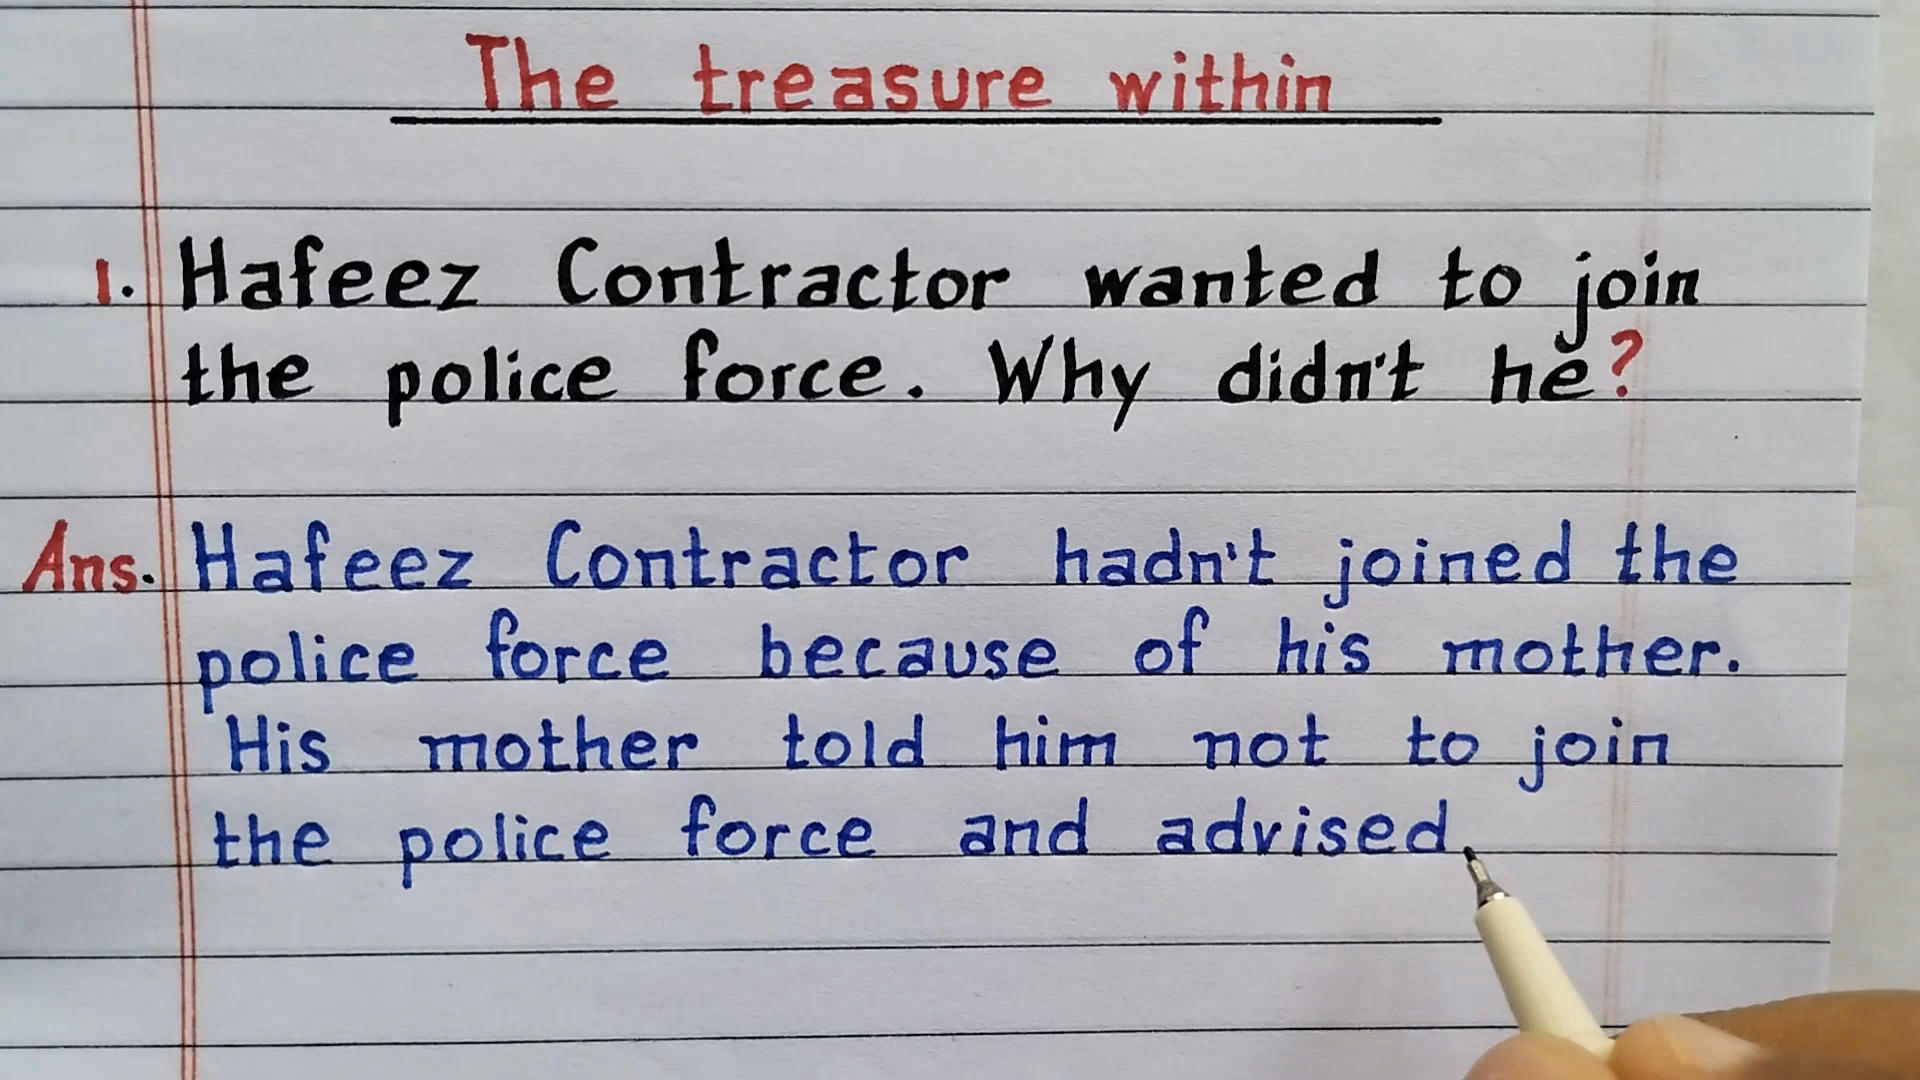 The treasure within
1. Hafeez Contractor wanted to join
the police force. Why didn't he?
Ans. Hafeez Contractor hadn't joined the
police force because of his mother.
His mother told him not to join
the police force and advised